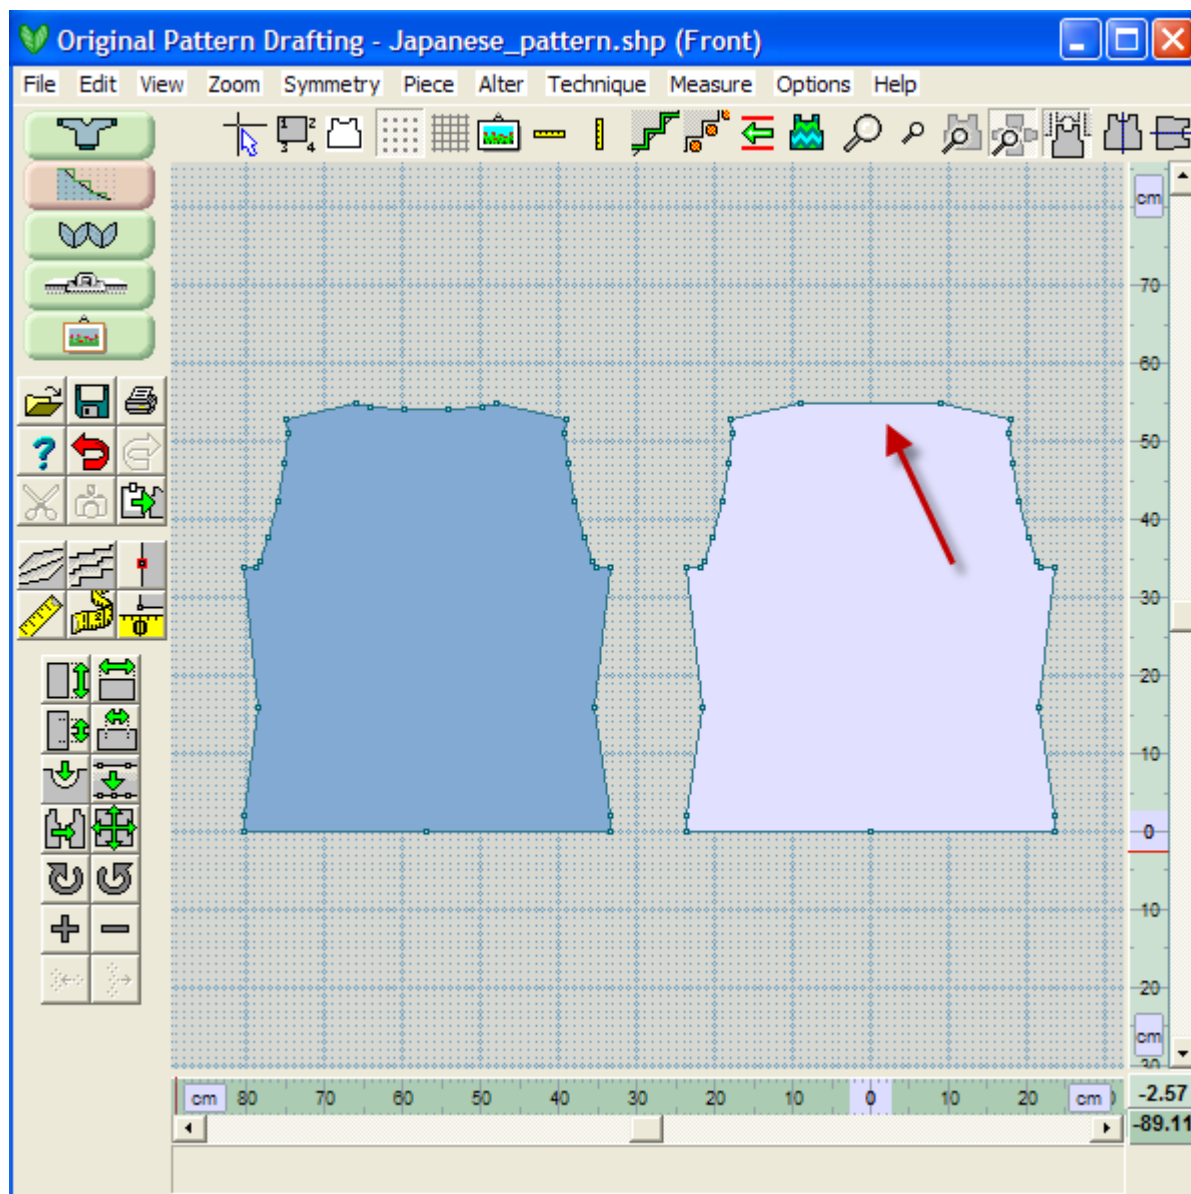 Original Pattern Drafting - Japanese_pattern.shp (Front)
File Edit View Zoom Symmetry Piece Alter Technique Measure Options Help
cm
70
60
50
40
30
20
10
0
10
20
cm
30
cm 80 70 60 50 40 30 20 10 0 10 20 cm
-2.57
-89.11